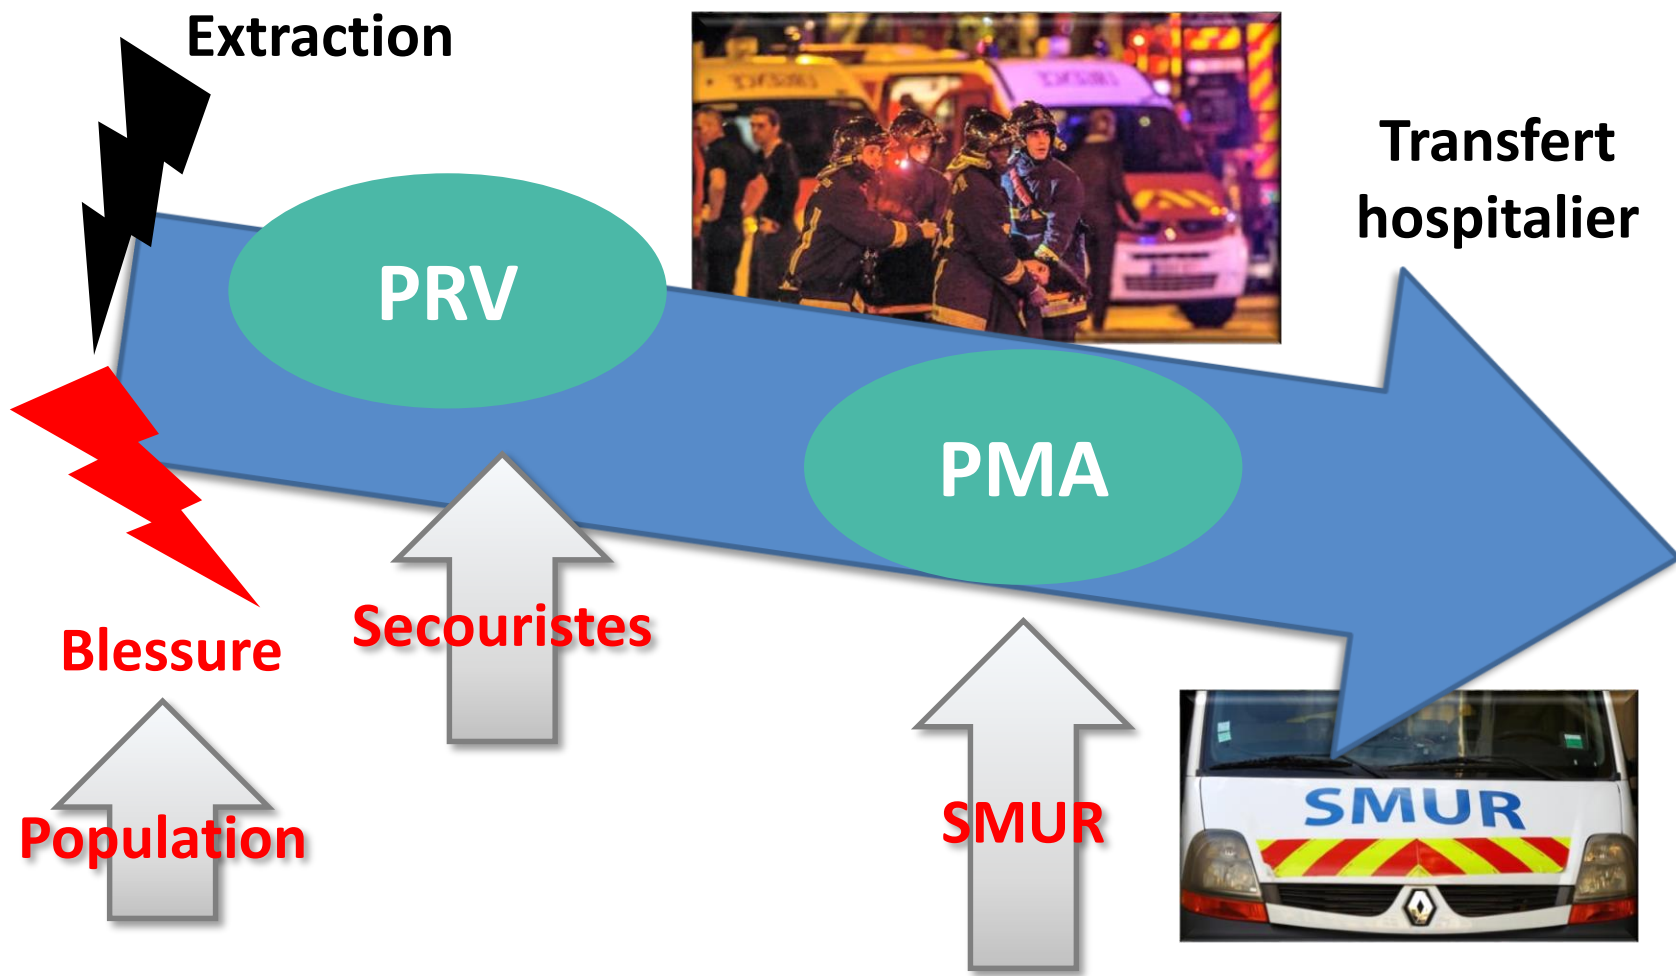 Extraction
Transfert
hospitalier
PRV
PMA
Secouristes
Blessure
Population
SMUR
SMUR